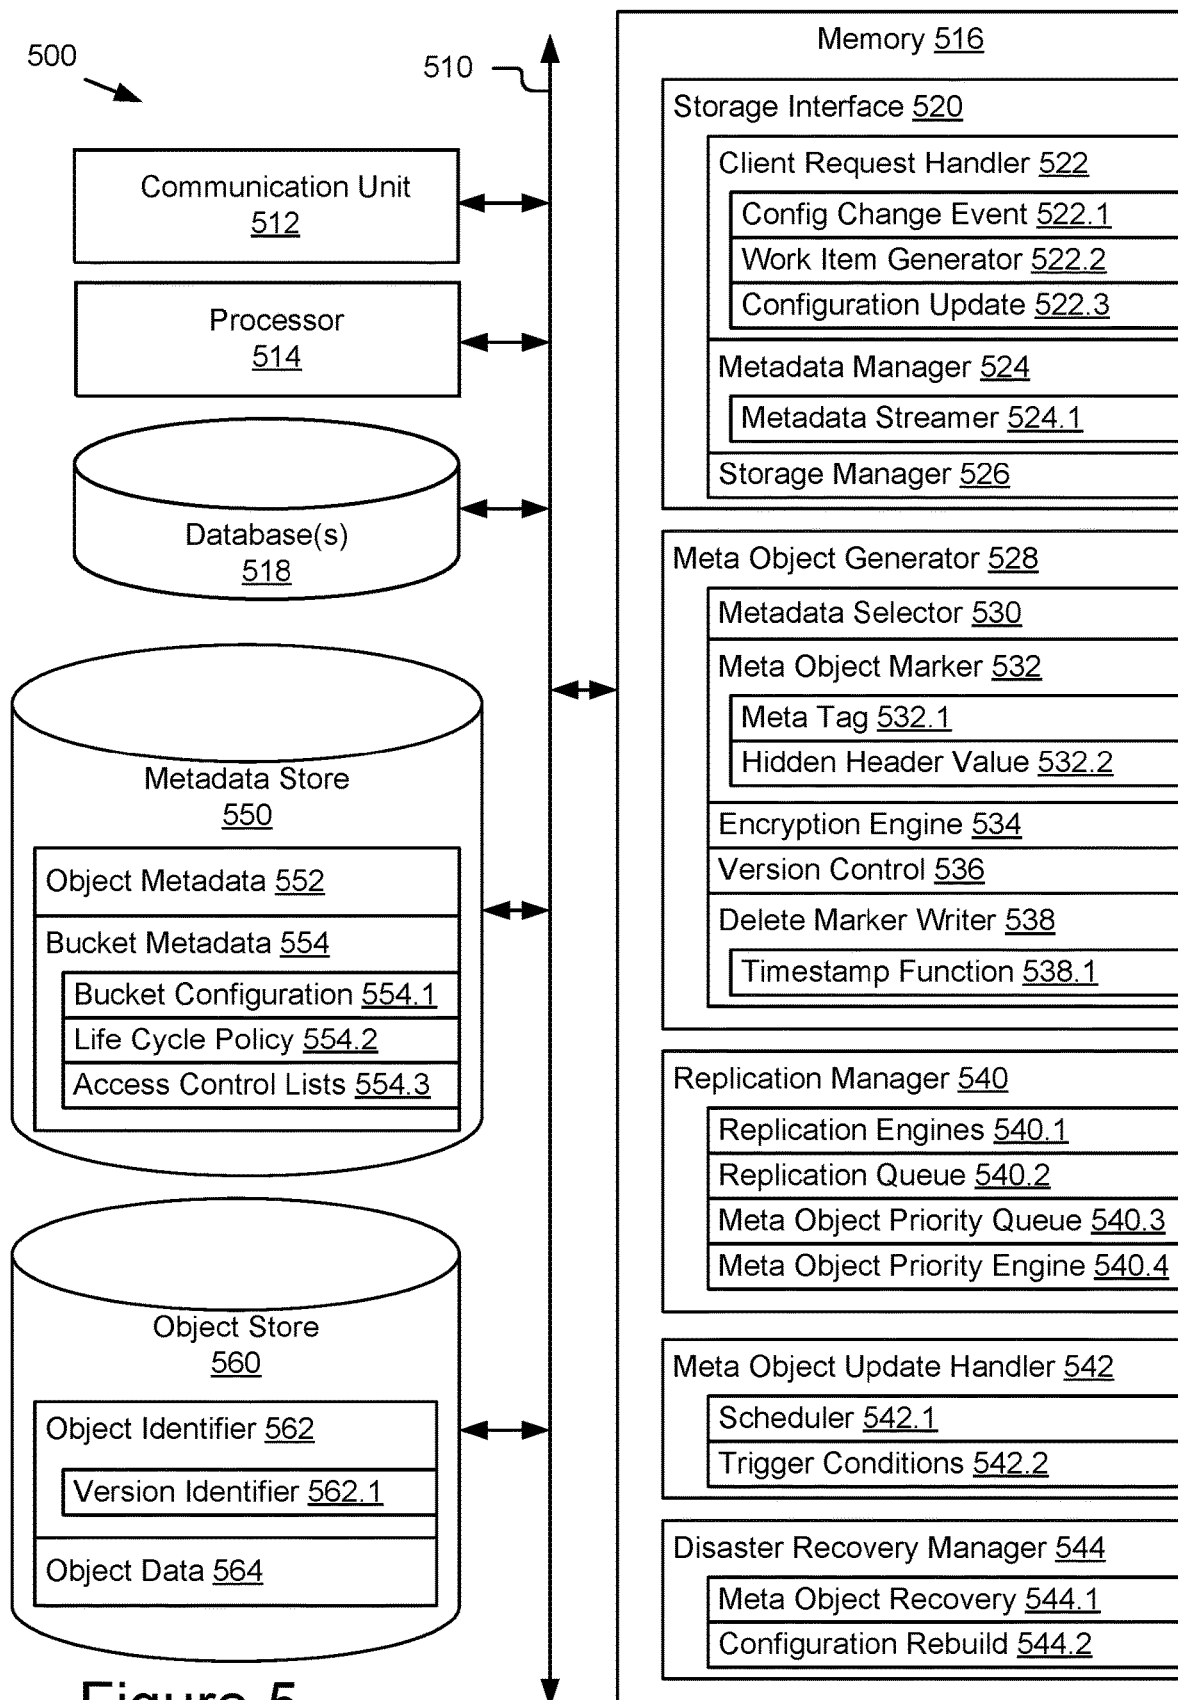 500
510
Communication Unit
512
Processor
514
Database(s)
518
Metadata Store
550
Object Metadata 552
Bucket Metadata 554
Bucket Configuration 554.1
Life Cycle Policy 554.2
Access Control Lists 554.3
Object Store
560
Object Identifier 562
Version Identifier 562.1
Object Data 564
Figure 5
Memory 516
Storage Interface 520
Client Request Handler 522
Config Change Event 522.1
Work Item Generator 522.2
Configuration Update 522.3
Metadata Manager 524
Metadata Streamer 524.1
Storage Manager 526
Meta Object Generator 528
Metadata Selector 530
Meta Object Marker 532
Meta Tag 532.1
Hidden Header Value 532.2
Encryption Engine 534
Version Control 536
Delete Marker Writer 538
Timestamp Function 538.1
Replication Manager 540
Replication Engines 540.1
Replication Queue 540.2
Meta Object Priority Queue 540.3
Meta Object Priority Engine 540.4
Meta Object Update Handler 542
Scheduler 542.1
Trigger Conditions 542.2
Disaster Recovery Manager 544
Meta Object Recovery 544.1
Configuration Rebuild 544.2